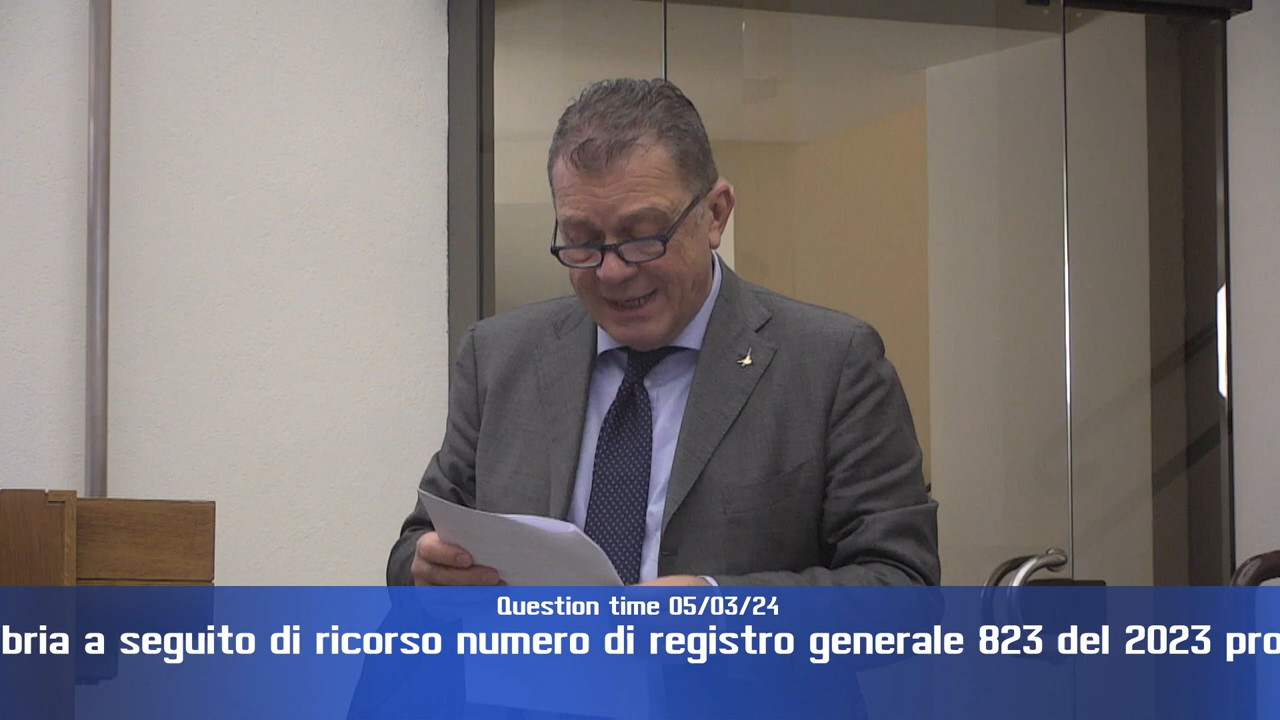 Question time 05/03/24
bria a seguito di ricorso numero di registro generale 823 del 2023 pro